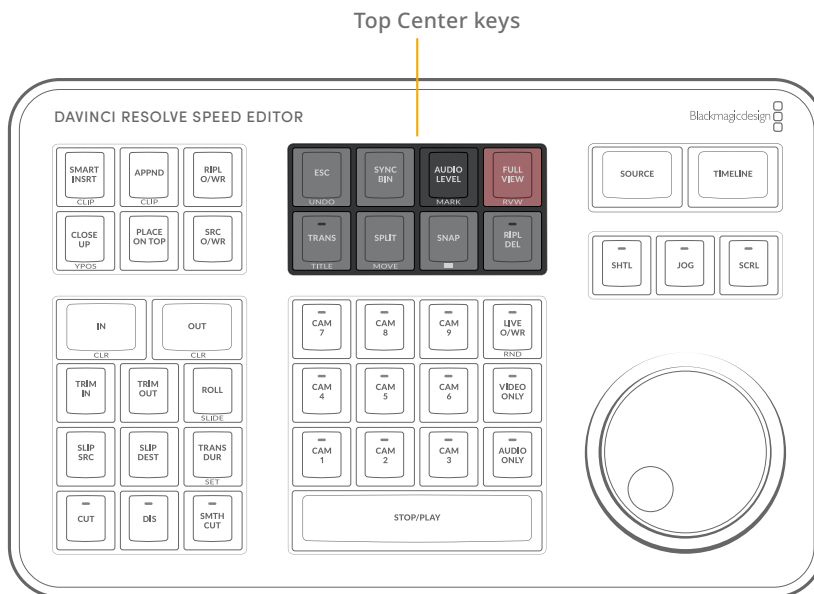 Top Center keys
DAVINCI RESOLVE SPEED EDITOR
Blackmagicdesign
SMART
INSRT
CLIP
APPND
CLIP
RIPL
O/WR
CLOSE
UP
YPOS
PLACE
ON TOP
SRC
O/WR
ESC
UNDO
SYNC
BIN
AUDIO
LEVEL
MARK
FULL
VIEW
RVW
TRANS
TITLE
SPLIT
MOVE
SNAP
RIPL
DEL
SOURCE
TIMELINE
SHTL
JOG
SCRL
IN
CLR
OUT
CLR
TRIM
IN
TRIM
OUT
ROLL
SLIDE
SLIP
SRC
SLIP
DEST
TRANS
DUR
SET
CUT
DIS
SMTH
CUT
CAM
7
CAM
8
CAM
9
LIVE
O/WR
RND
CAM
4
CAM
5
CAM
6
VIDEO
ONLY
CAM
1
CAM
2
CAM
3
AUDIO
ONLY
STOP/PLAY